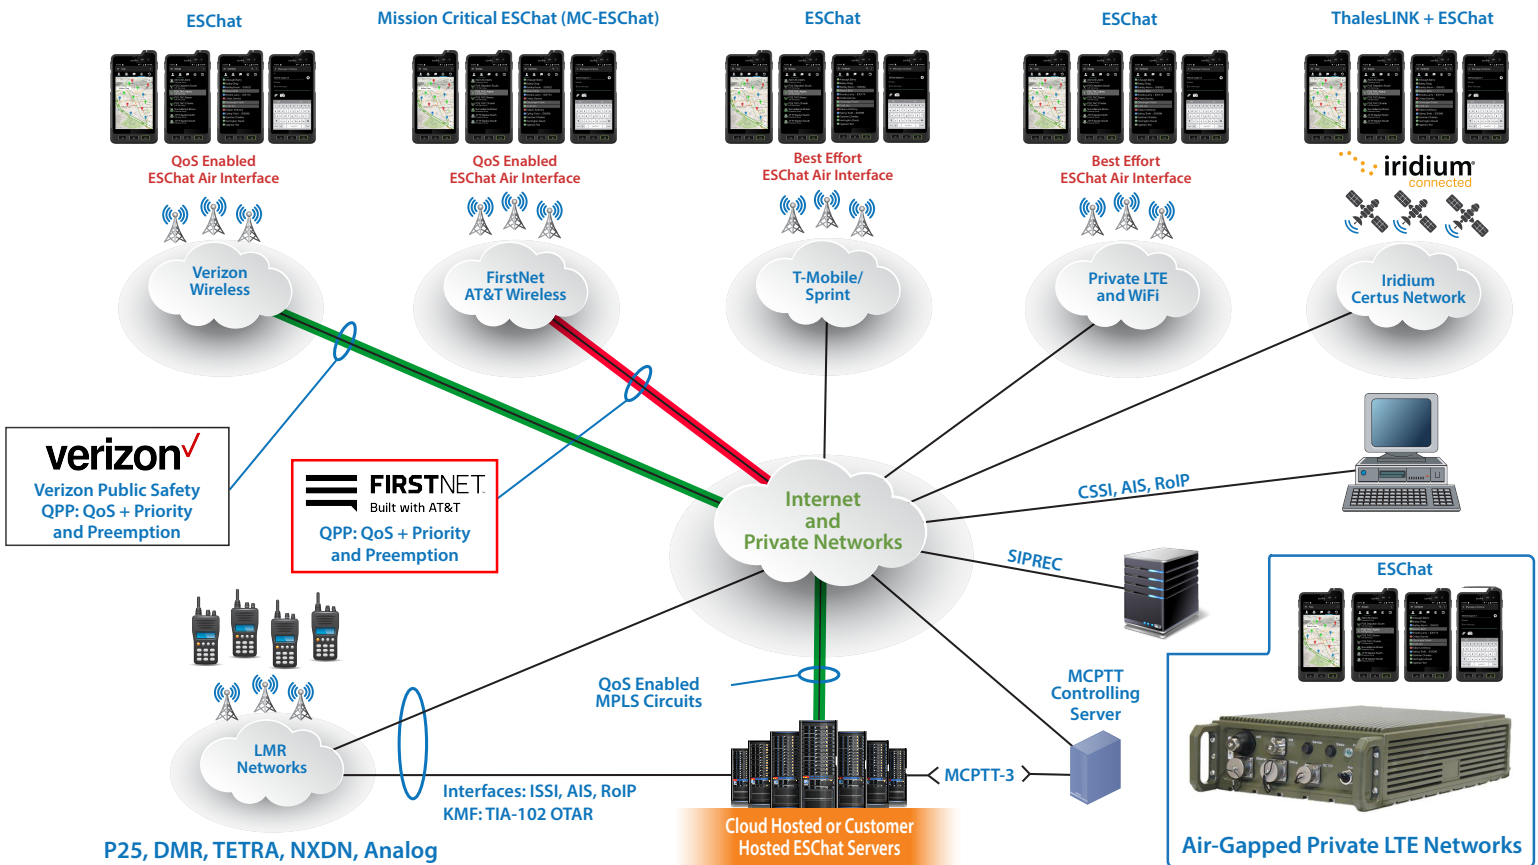 ESChat
Mission Critical ESChat (MC-ESChat)
ESChat
ESChat
ThalesLINK + ESChat
QoS Enabled
ESChat Air Interface
QoS Enabled
ESChat Air Interface
Best Effort
ESChat Air Interface
Best Effort
ESChat Air Interface
iridium
connected
Verizon
Wireless
FirstNet
AT&T Wireless
T-Mobile/
Sprint
Private LTE
and WiFi
Iridium
Certus Network
verizon
Verizon Public Safety
QPP: QoS + Priority
and Preemption
FIRSTNET
Built with AT&T
QPP: QoS + Priority
and Preemption
Internet
and
Private Networks
CSSI, AIS, RoIP
SIPREC
ESChat
QoS Enabled
MPLS Circuits
MCPTT
Controlling
Server
LMR
Networks
MCPTT-3
Interfaces: ISSI, AIS, RoIP
KMF: TIA-102 OTAR
Cloud Hosted or Customer
Hosted ESChat Servers
P25, DMR, TETRA, NXDN, Analog
Air-Gapped Private LTE Networks